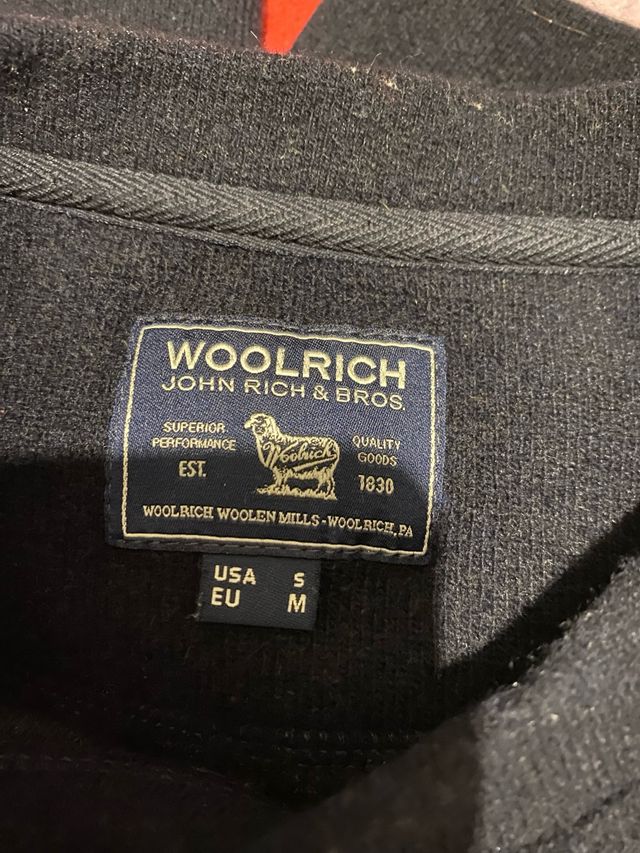 WOOLRICH
JOHN RICH & BROS.
SUPERIOR
PERFORMANCE
EST.
Woolrich
QUALITY
GOODS
1830
WOOLRICH WOOLEN MILLS - WOOLRICH, PA
USA S
EU M